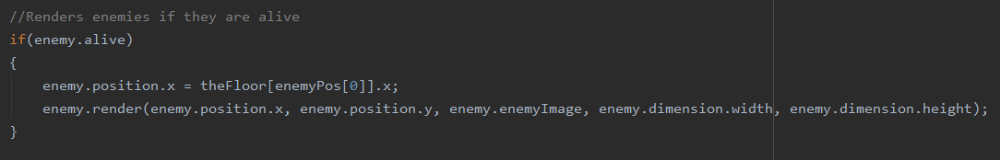 //Renders enemies if they are alive
if(enemy.alive)
{
enemy.position.x = theFloor[enemyPos[0]].x;
enemy.render(enemy.position.x, enemy.position.y, enemy.enemyImage, enemy.dimension.width, enemy.dimension.height);
}